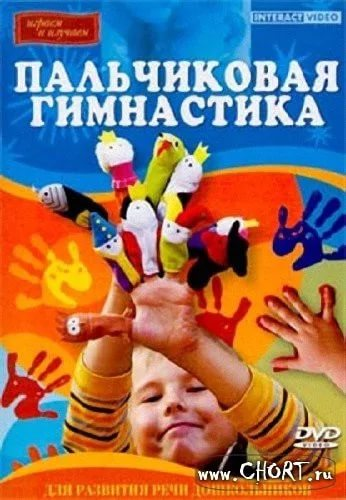 играем
и изучаем
INTERACT VIDEO
ПАЛЬЧИКОВАЯ
ГИМНАСТИКА
DVD
VIDEO
www.CHORT.ru
ДЛЯ РАЗВИТИЯ РЕЧИ ДОШКОЛЬНИКОВ